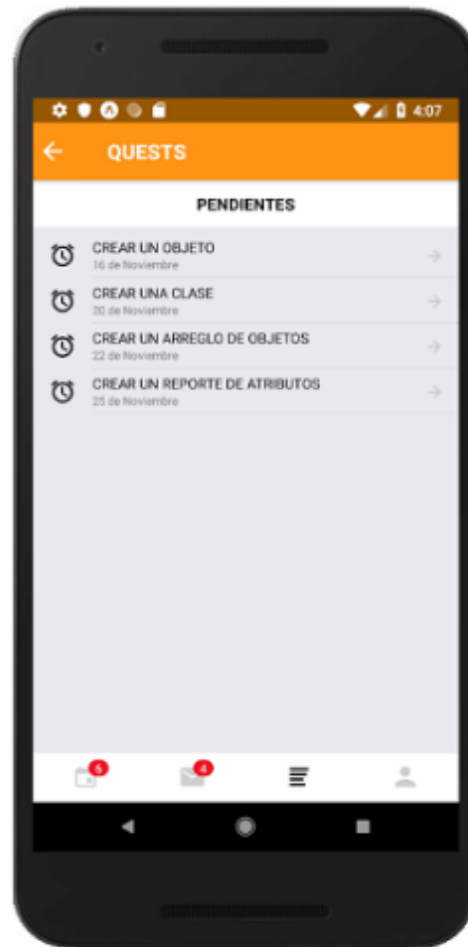 4:07
QUESTS
PENDIENTES
CREAR UN OBJETO
16 de Noviembre
CREAR UNA CLASE
20 de Noviembre
CREAR UN ARREGLO DE OBJETOS
22 de Noviembre
CREAR UN REPORTE DE ATRIBUTOS
25 de Noviembre
6 4